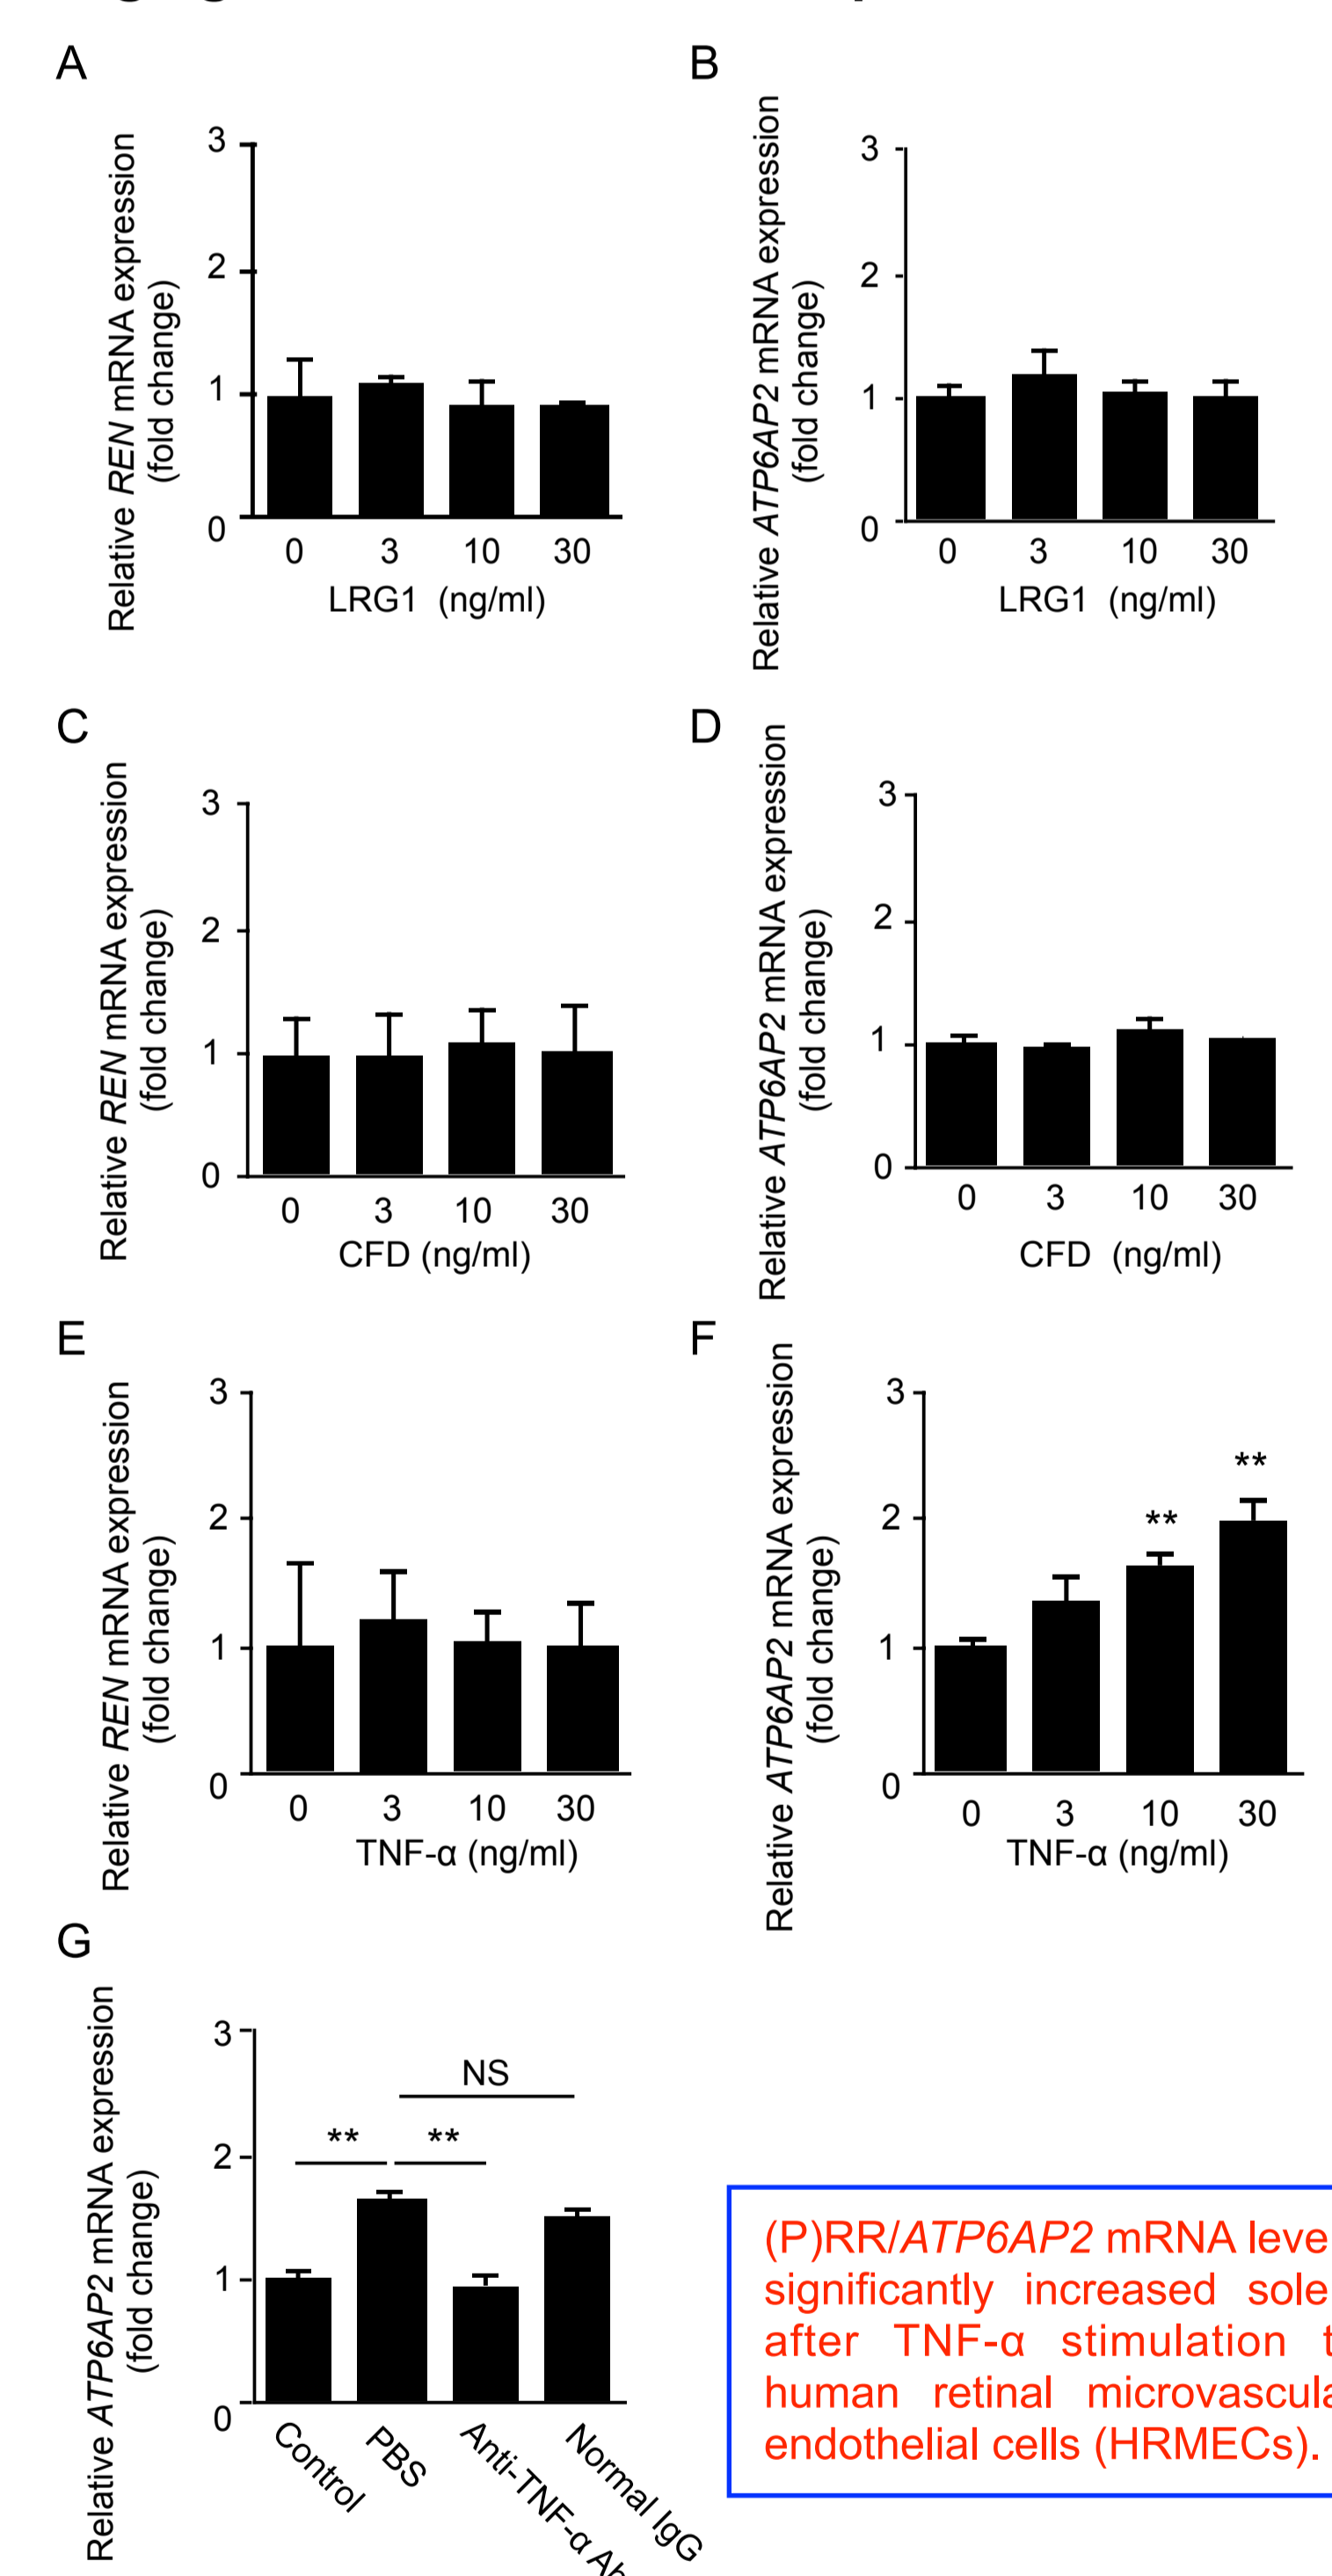 A
Relative REN mRNA expression
(fold change)
3
2
1
0
0 3 10 30
LRG1 (ng/ml)
B
Relative ATP6AP2 mRNA expression
(fold change)
3
2
1
0
0 3 10 30
LRG1 (ng/ml)
C
Relative REN mRNA expression
(fold change)
3
2
1
0
0 3 10 30
CFD (ng/ml)
D
Relative ATP6AP2 mRNA expression
(fold change)
3
2
1
0
0 3 10 30
CFD (ng/ml)
E
Relative REN mRNA expression
(fold change)
3
2
1
0
0 3 10 30
TNF-α (ng/ml)
F
Relative ATP6AP2 mRNA expression
(fold change)
3
2
1
0
**
**
0 3 10 30
TNF-α (ng/ml)
G
Relative ATP6AP2 mRNA expression
(fold change)
3
2
1
0
NS
** **
Control
PBS
Anti-TNF-α Ab
Normal IgG
(P)RR/ATP6AP2 mRNA leve
significantly increased sole
after TNF-α stimulation t
human retinal microvascula
endothelial cells (HRMECs).